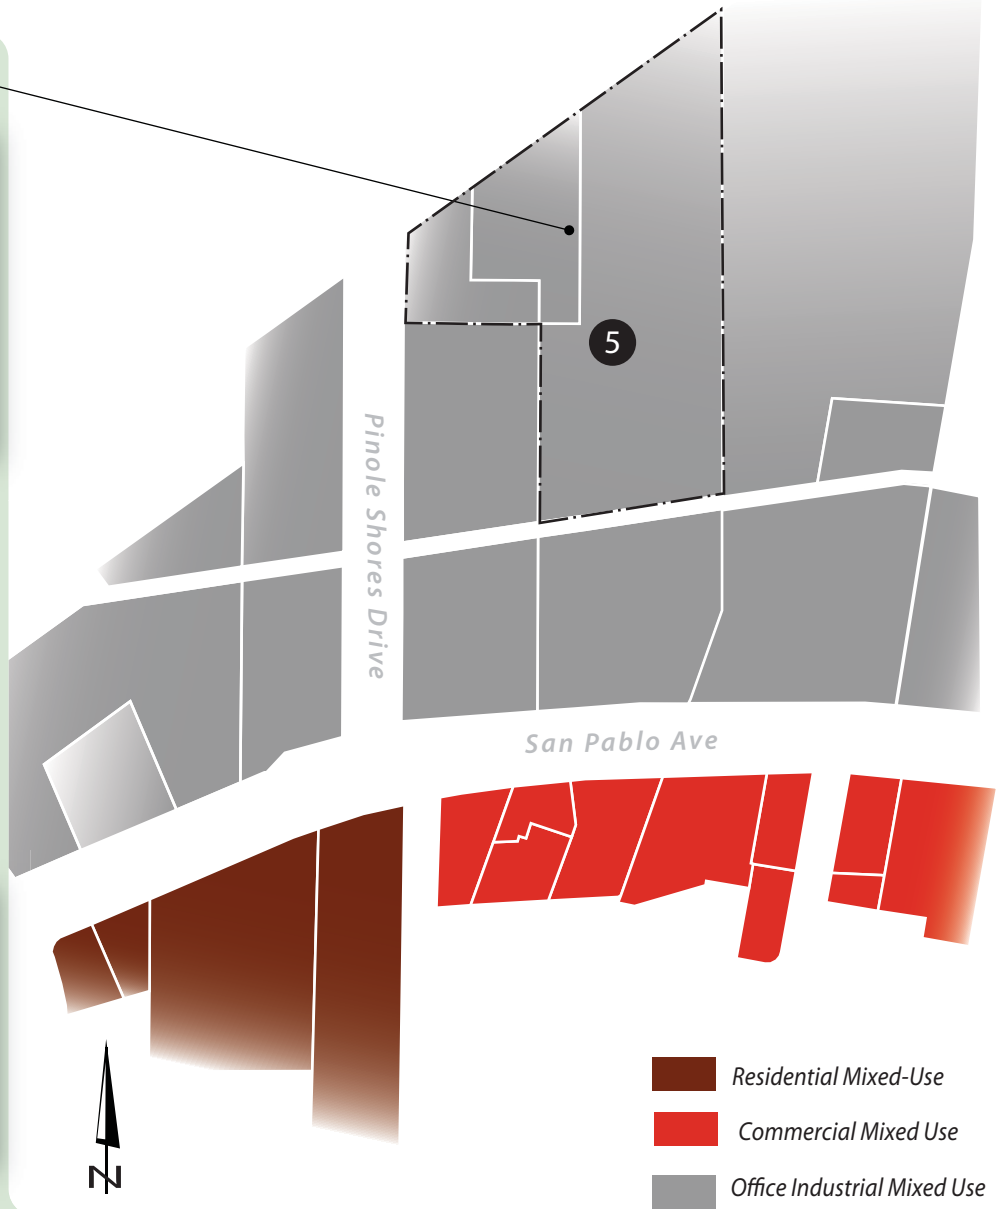 5
Pinole Shores Drive
San Pablo Ave
Residential Mixed-Use
Commercial Mixed Use
Office Industrial Mixed Use
N